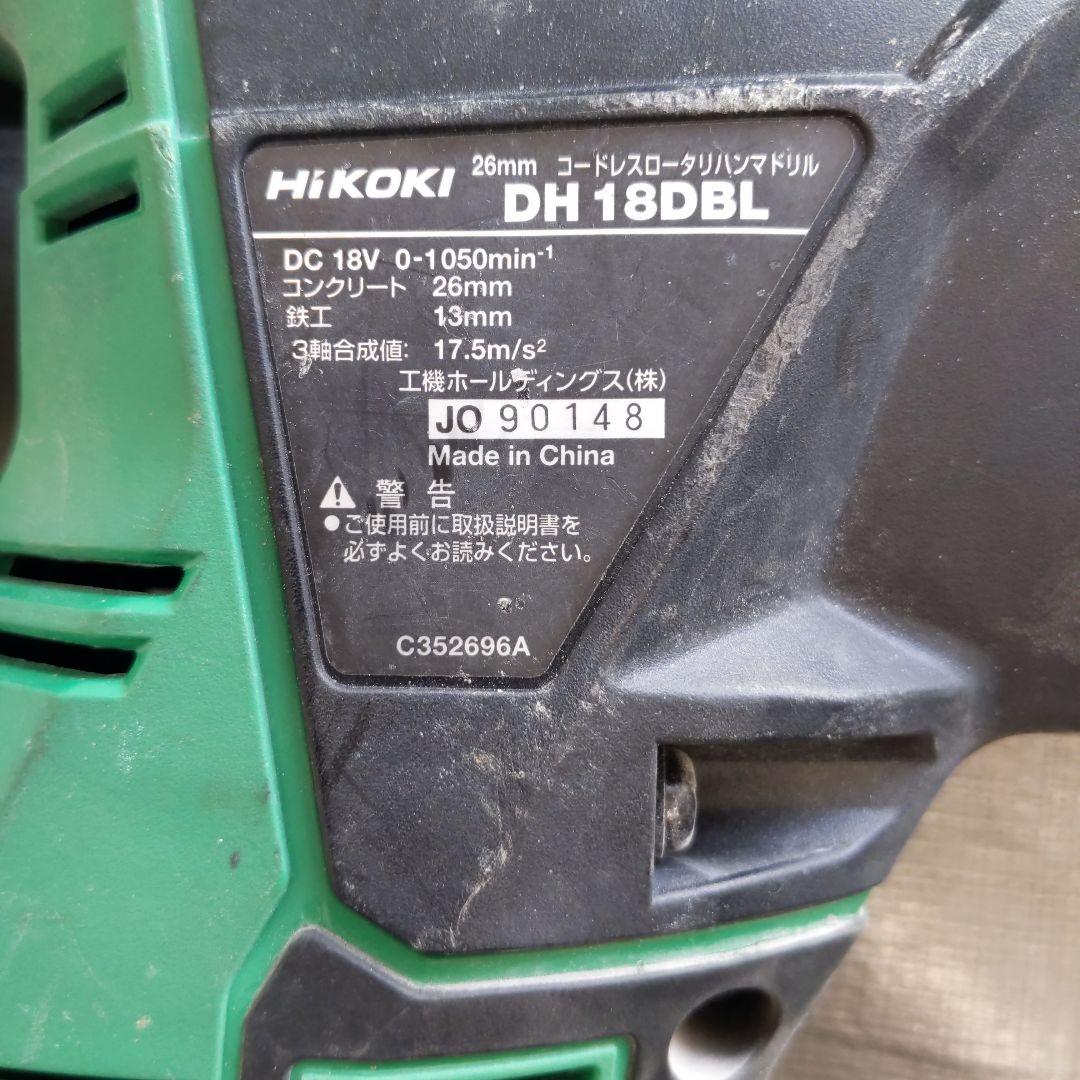 HiKOKI 26mm コードレスロータリハンマドリル
DH 18DBL
DC 18V 0-1050min⁻¹
コンクリート 26mm
鉄工 13mm
3軸合成値: 17.5m/s²
工機ホールディングス(株)
JO 90148
Made in China
⚠ 警告
●ご使用前に取扱説明書を
必ずよくお読みください。
C352696A